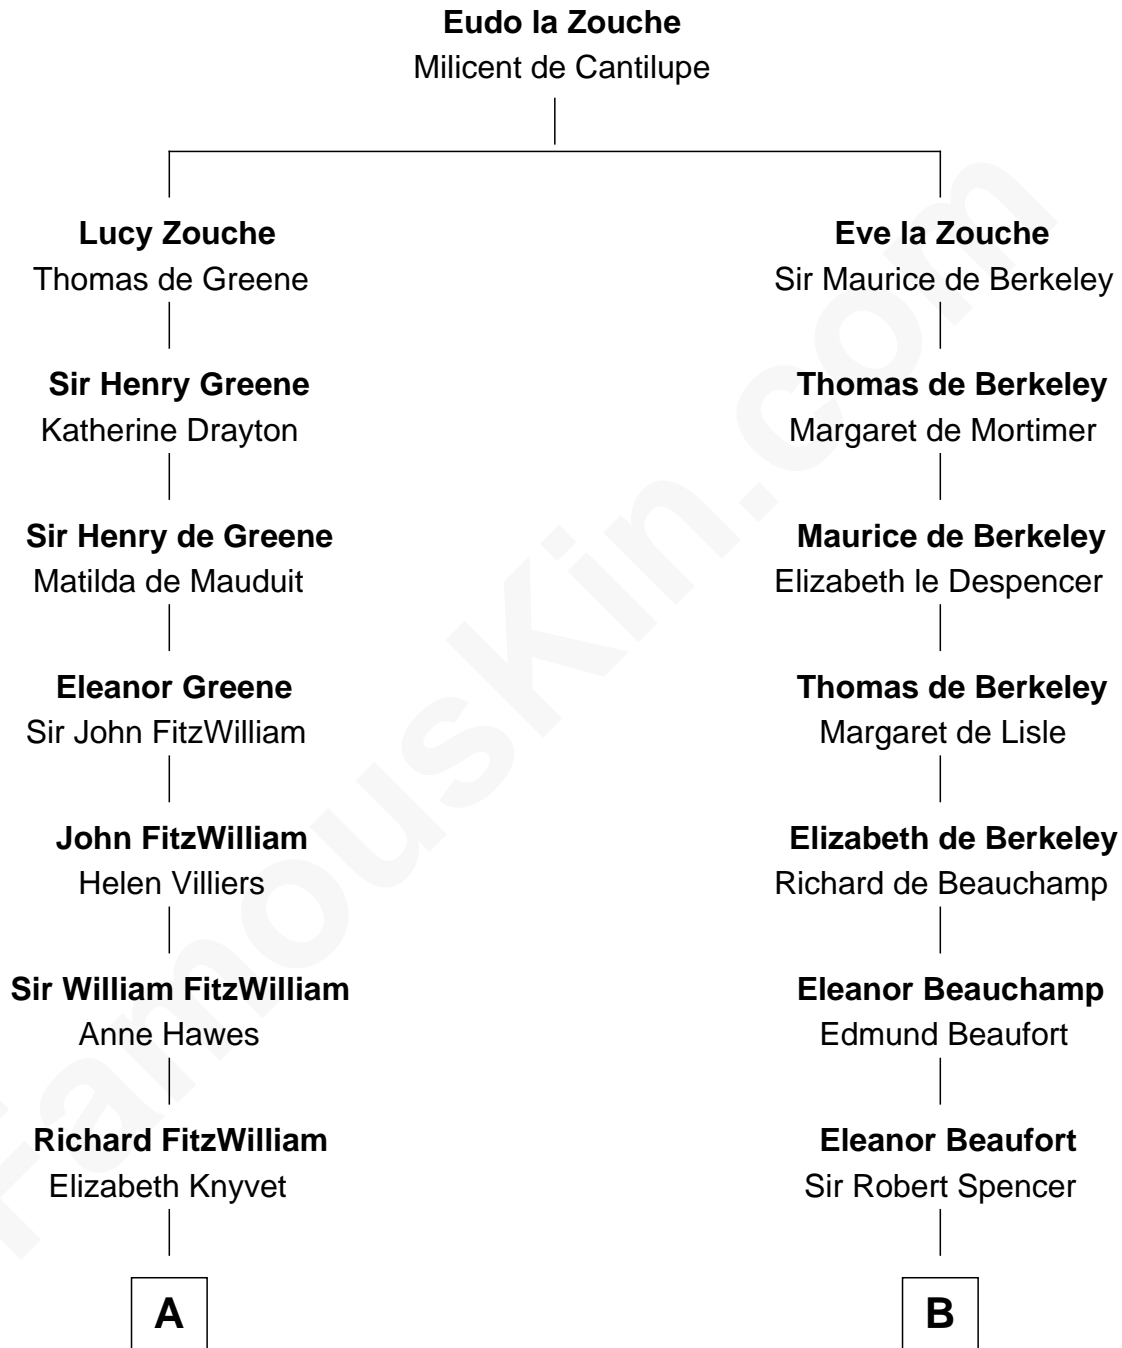 Eudo la Zouche
Milicent de Cantilupe
Lucy Zouche
Thomas de Greene
Eve la Zouche
Sir Maurice de Berkeley
Sir Henry Greene
Katherine Drayton
Thomas de Berkeley
Margaret de Mortimer
Sir Henry de Greene
Matilda de Mauduit
Maurice de Berkeley
Elizabeth le Despencer
Eleanor Greene
Sir John FitzWilliam
Thomas de Berkeley
Margaret de Lisle
John FitzWilliam
Helen Villiers
Elizabeth de Berkeley
Richard de Beauchamp
Sir William FitzWilliam
Anne Hawes
Eleanor Beauchamp
Edmund Beaufort
Richard FitzWilliam
Elizabeth Knyvet
Eleanor Beaufort
Sir Robert Spencer
A
B
FamousKin.com